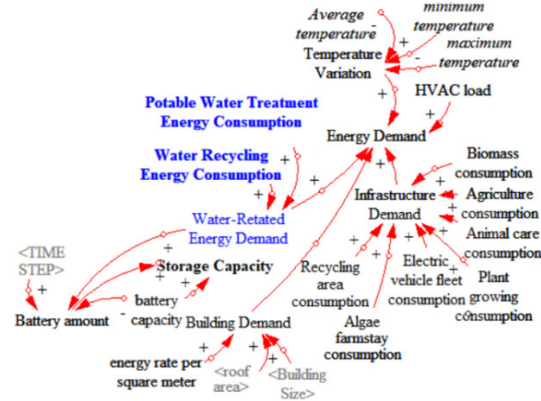 Average
temperature
minimum
temperature
maximum
temperature
Temperature
Variation
HVAC load
Potable Water Treatment
Energy Consumption
Energy Demand
Water Recycling
Energy Consumption
Biomass
consumption
Infrastructure
Demand
Agriculture
consumption
Animal care
consumption
Water-Retated
Energy Demand
<TIME
STEP>
Storage Capacity
Recycling
area
consumption
Electric
vehicle fleet
consumption
Plant
growing
consumption
battery
capacity
Battery amount
Building Demand
Algae
farmstay
consumption
energy rate per
square meter
<roof
area>
<Building
Size>